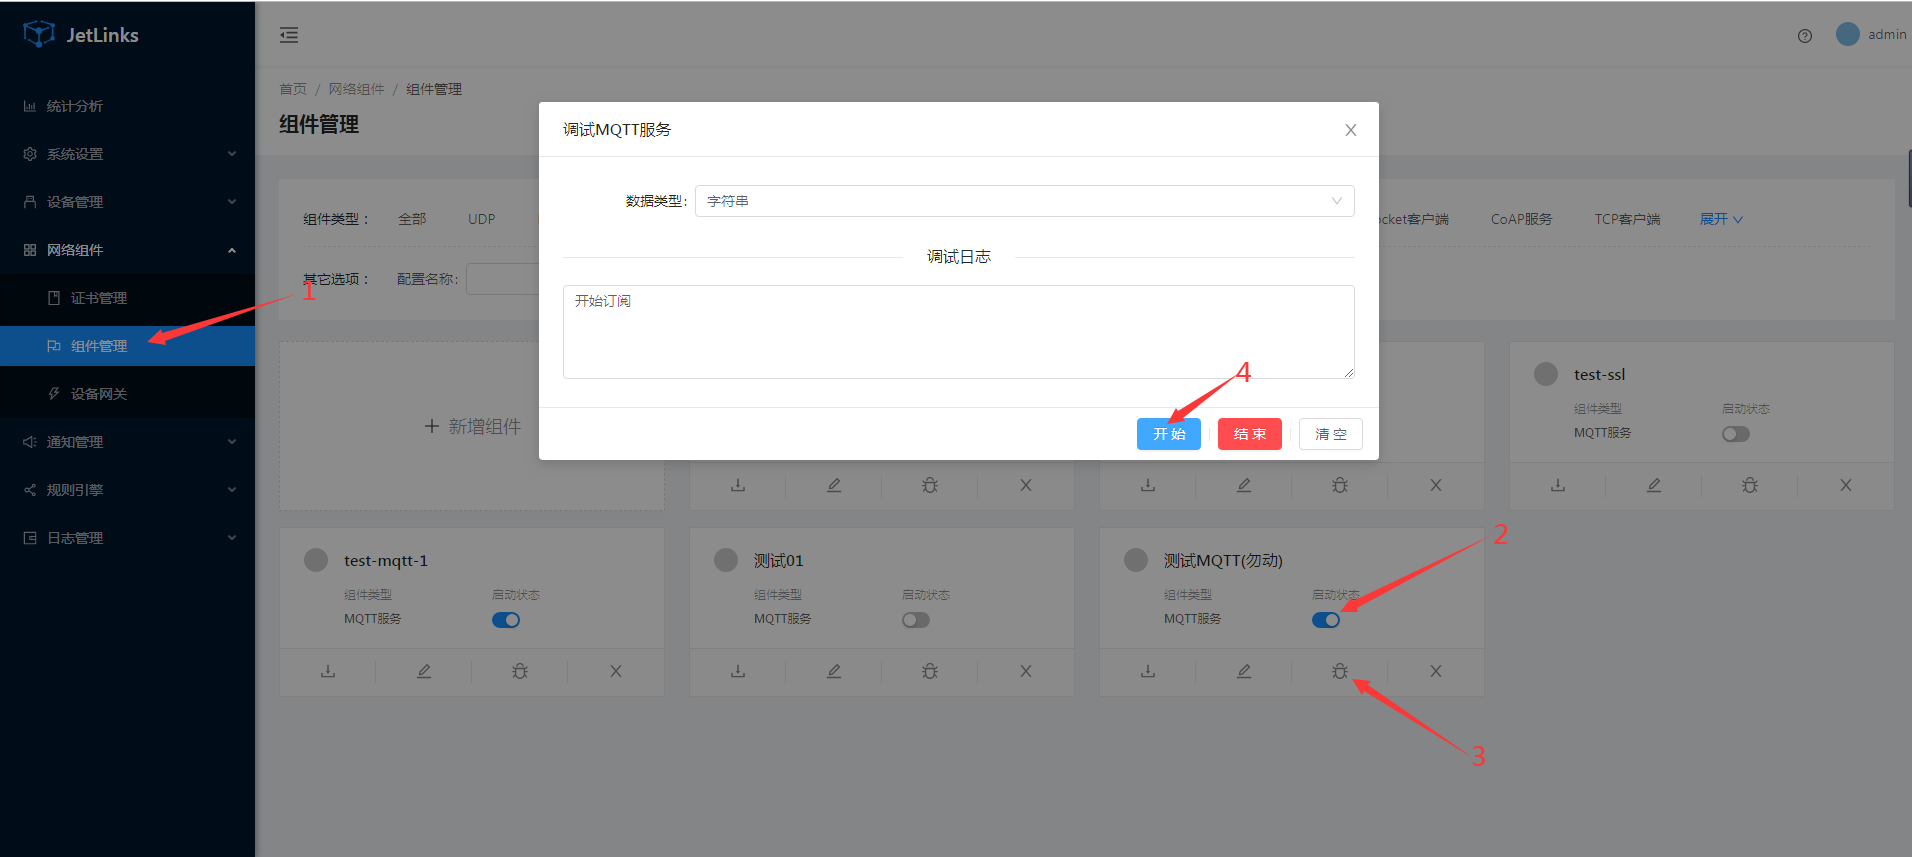 JetLinks
admin
统计分析
系统设置
设备管理
网络组件
证书管理
组件管理
设备网关
通知管理
规则引擎
日志管理
首页 / 网络组件 / 组件管理
组件管理
组件类型： 全部 UDP
ocket客户端 CoAP服务 TCP客户端 展开
其它选项： 配置名称:
调试MQTT服务
数据类型: 字符串
调试日志
开始订阅
开始 结束 清空
1
4
2
3
新增组件
test-ssl
组件类型 启动状态
MQTT服务
test-mqtt-1
组件类型 启动状态
MQTT服务
测试01
组件类型 启动状态
MQTT服务
测试MQTT(勿动)
组件类型 启动状态
MQTT服务